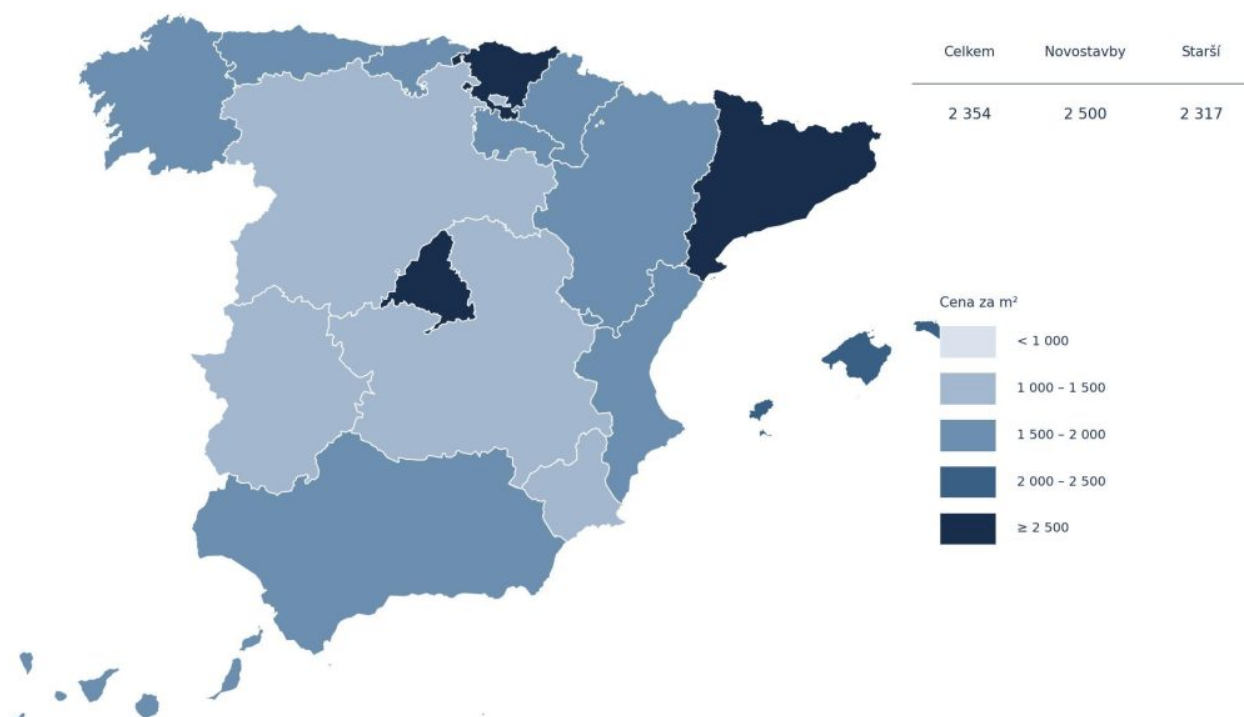 Celkem Novostavby Starší
2 354 2 500 2 317
Cena za m²
< 1 000
1 000 – 1 500
1 500 – 2 000
2 000 – 2 500
≥ 2 500